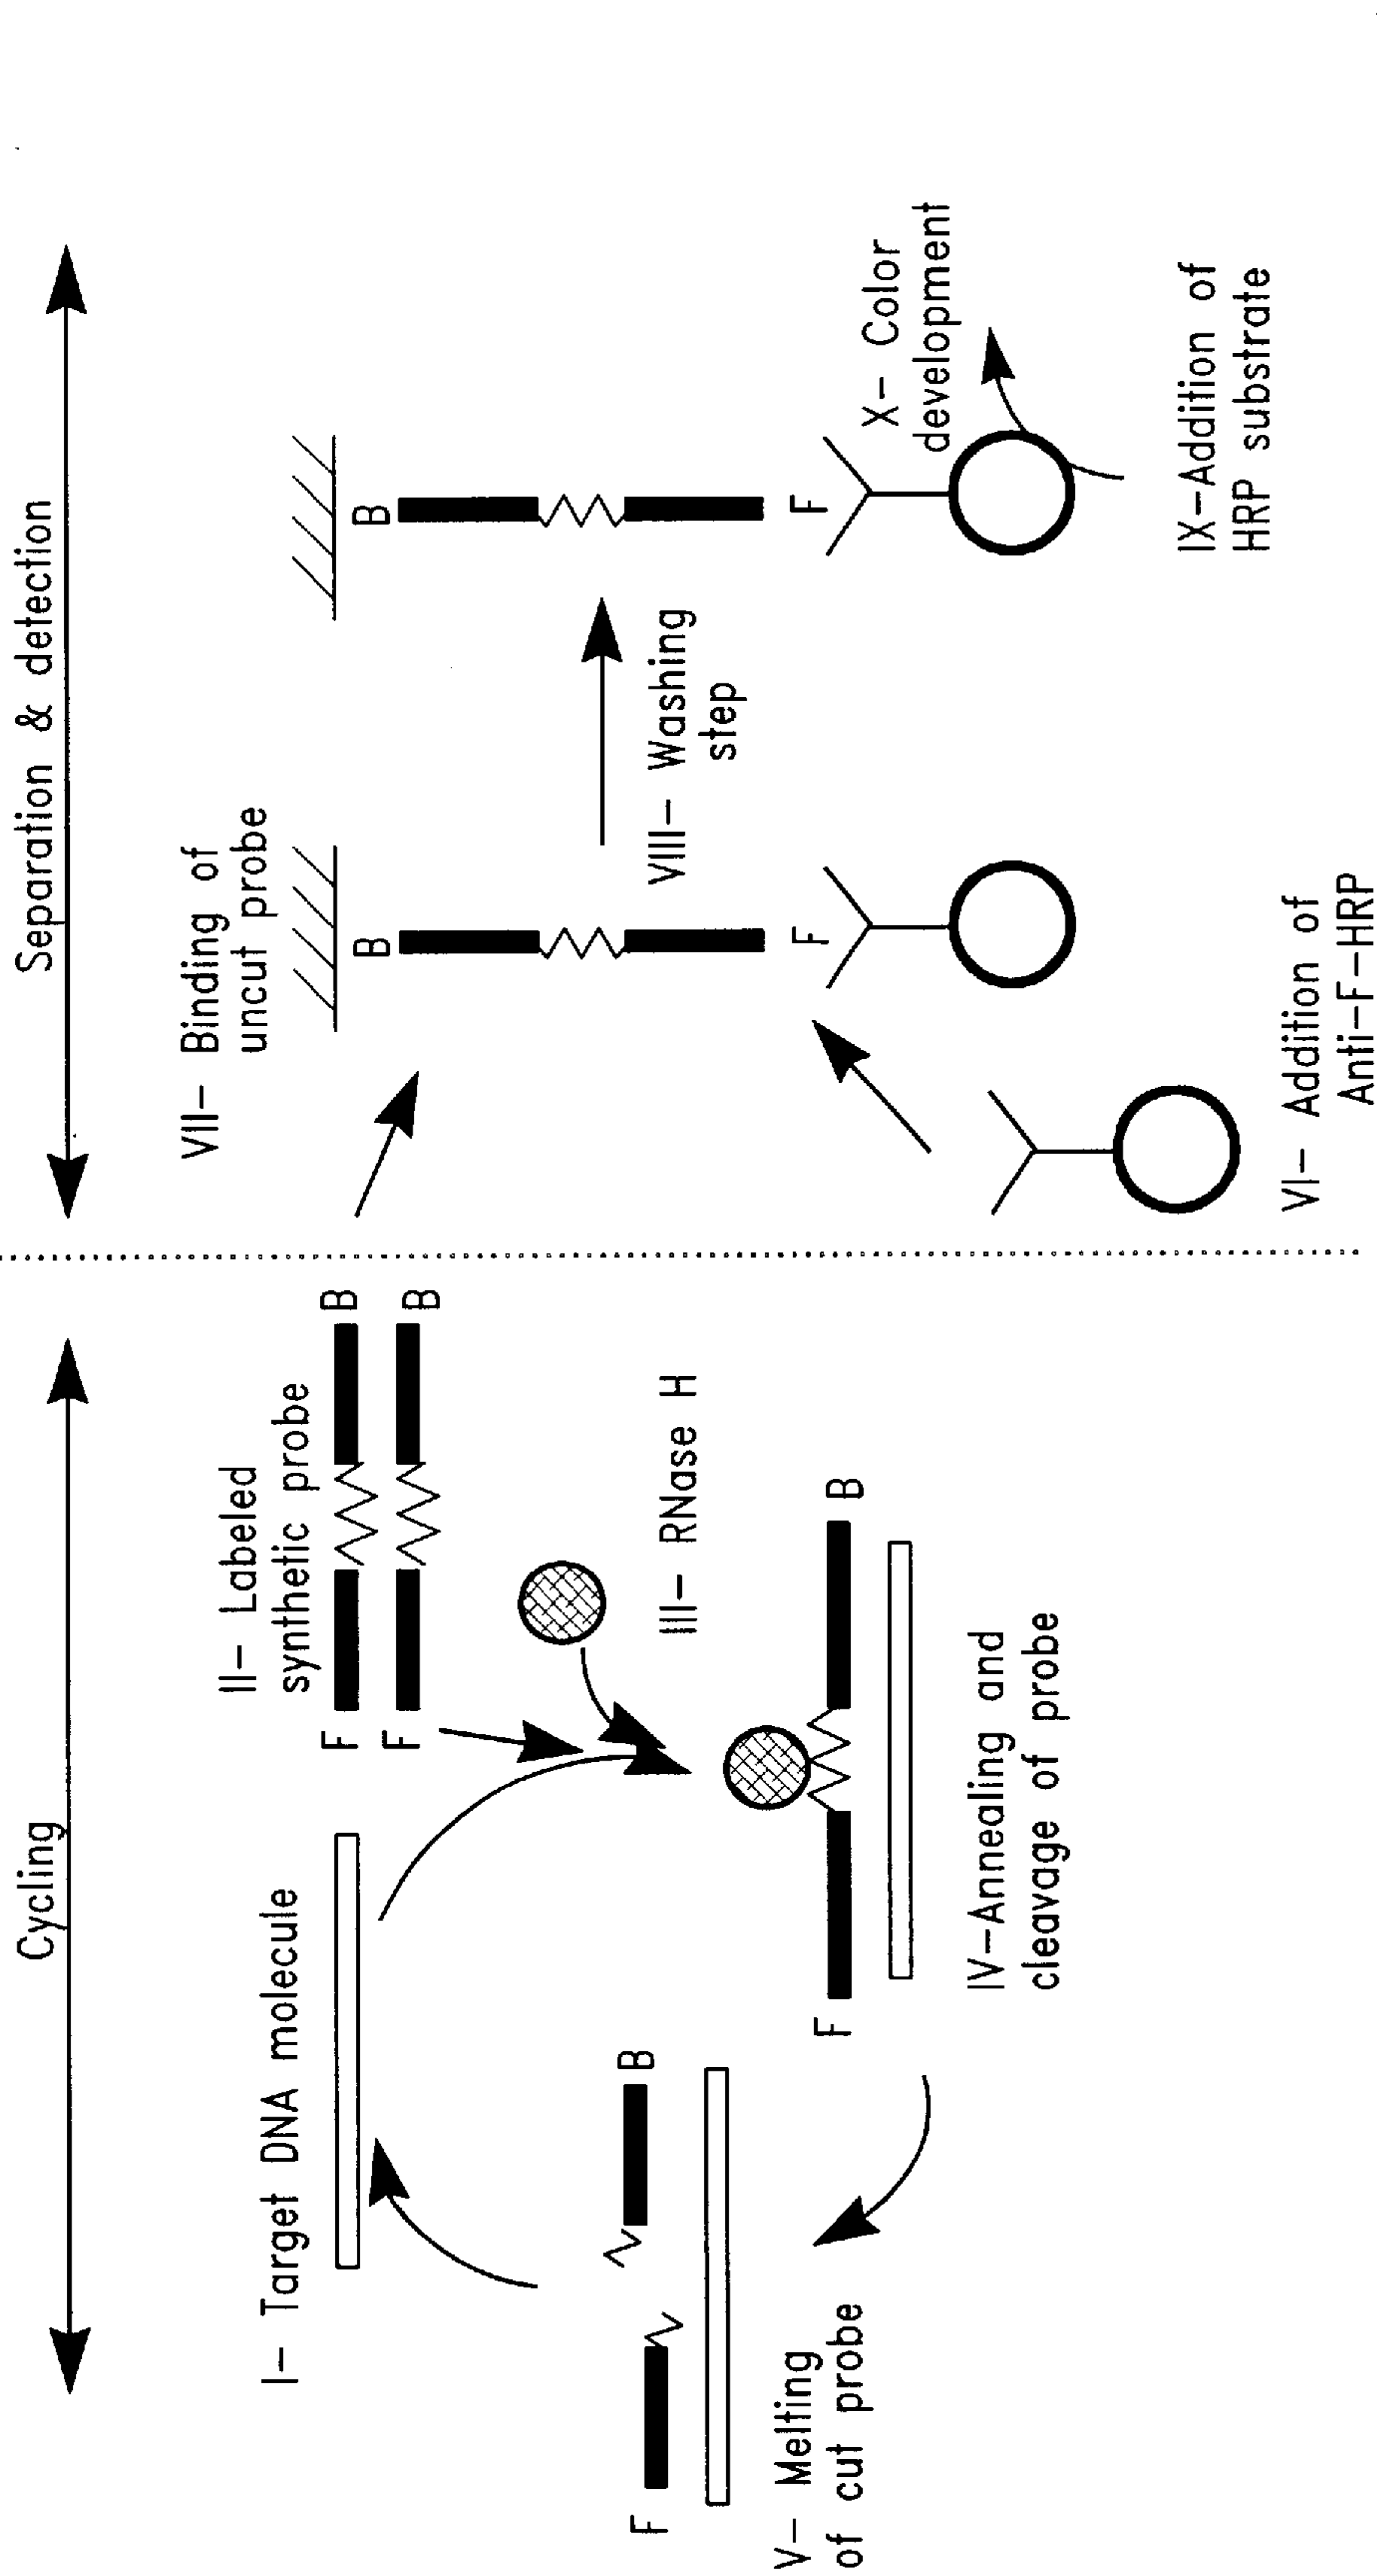 Cycling
I- Target DNA molecule
II- Labeled
synthetic probe
F
B
F
B
III- RNase H
F
B
IV-Annealing and
cleavage of probe
F
B
V- Melting
of cut probe
Separation & detection
VII- Binding of
uncut probe
B
F
VI- Addition of
Anti-F-HRP
VIII- Washing
step
B
F
X- Color
development
IX-Addition of
HRP substrate